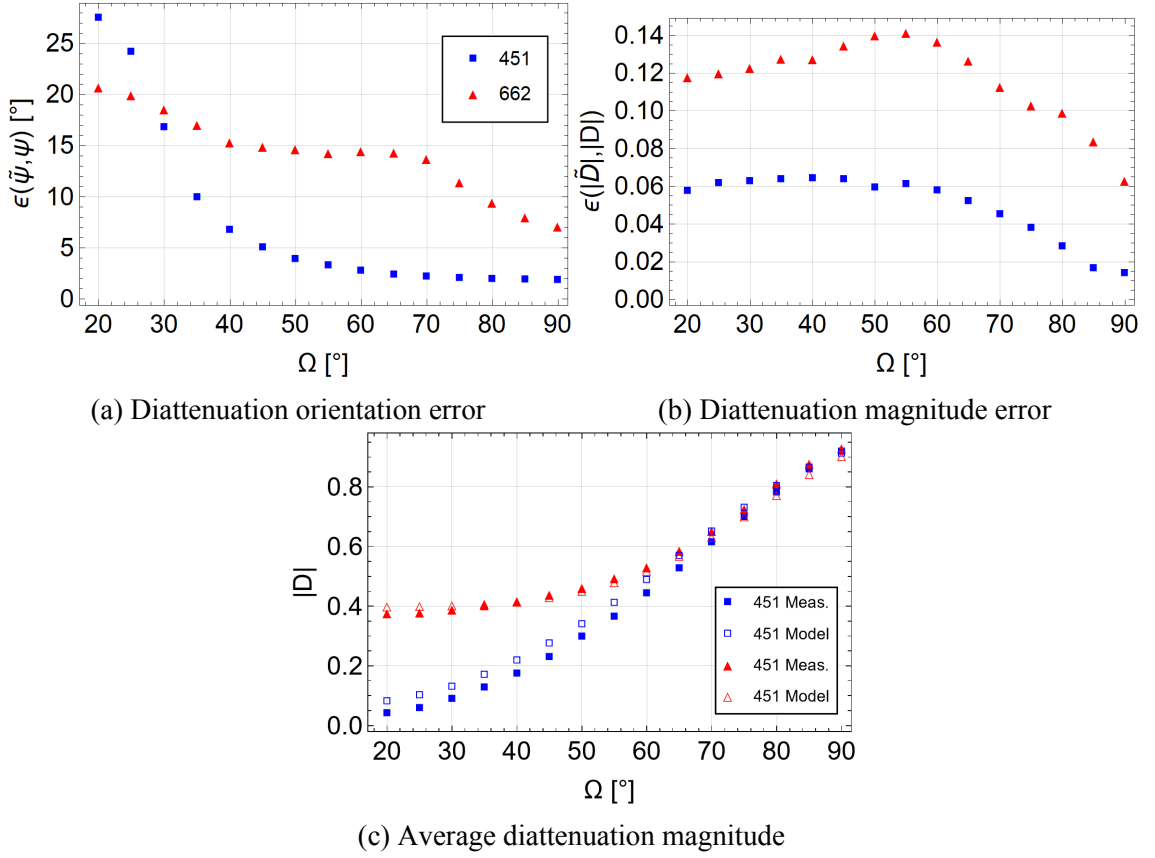 ϵ(ψ̃,ψ) [°]
25
20
15
10
5
0
451
662
20 30 40 50 60 70 80 90
Ω [°]
(a) Diattenuation orientation error
ϵ(|D̃|,|D|)
0.14
0.12
0.10
0.08
0.06
0.04
0.02
0.00
20 30 40 50 60 70 80 90
Ω [°]
(b) Diattenuation magnitude error
|D|
0.8
0.6
0.4
0.2
0.0
451 Meas.
451 Model
451 Meas.
451 Model
20 30 40 50 60 70 80 90
Ω [°]
(c) Average diattenuation magnitude